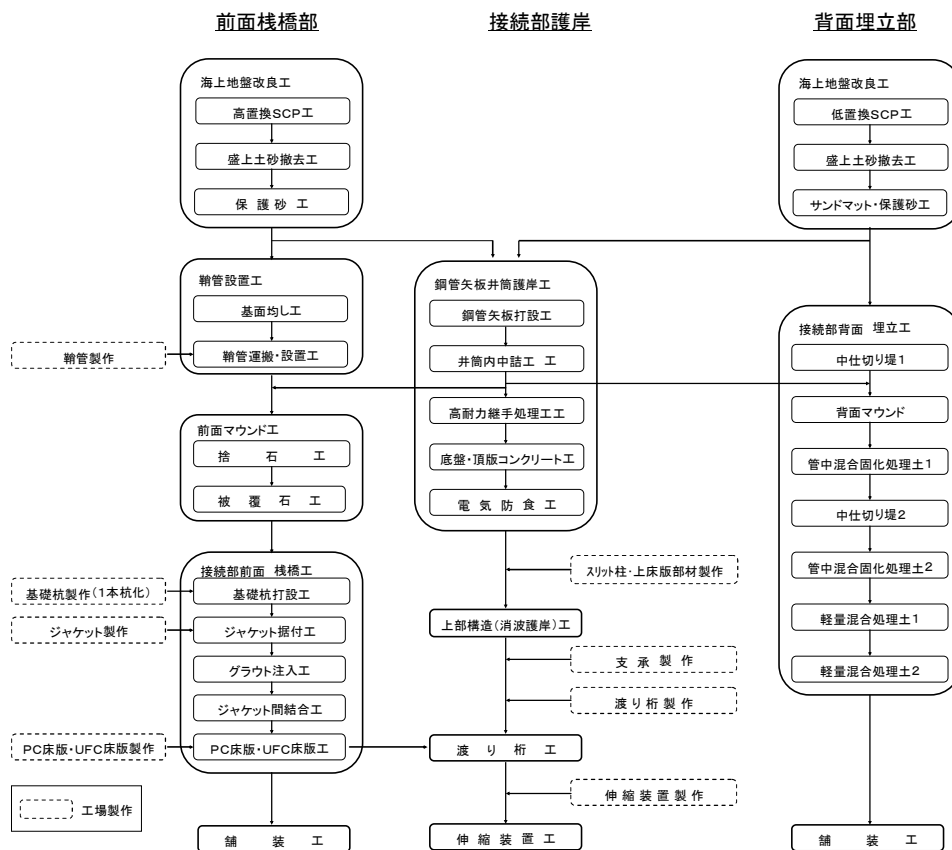 前面桟橋部
海上地盤改良工
高置換SCP工
盛上土砂撤去工
保護砂工
鞘管設置工
基面均し工
鞘管製作
鞘管運搬・設置工
前面マウンド工
捨石工
被覆石工
接続部前面 桟橋工
基礎杭製作(1本杭化)
基礎杭打設工
ジャケット製作
ジャケット据付工
グラウト注入工
ジャケット間結合工
PC床版・UFC床版製作
PC床版・UFC床版工
工場製作
舗装工
接続部護岸
鋼管矢板井筒護岸工
鋼管矢板打設工
井筒内中詰工 工
高耐力継手処理工工
底盤・頂版コンクリート工
電気防食工
スリット柱・上床版部材製作
上部構造(消波護岸)工
支承製作
渡り桁製作
渡り桁工
伸縮装置製作
伸縮装置工
背面埋立部
海上地盤改良工
低置換SCP工
盛上土砂撤去工
サンドマット・保護砂工
接続部背面 埋立工
中仕切り堤1
背面マウンド
管中混合固化処理土1
中仕切り堤2
管中混合固化処理土2
軽量混合処理土1
軽量混合処理土2
舗装工